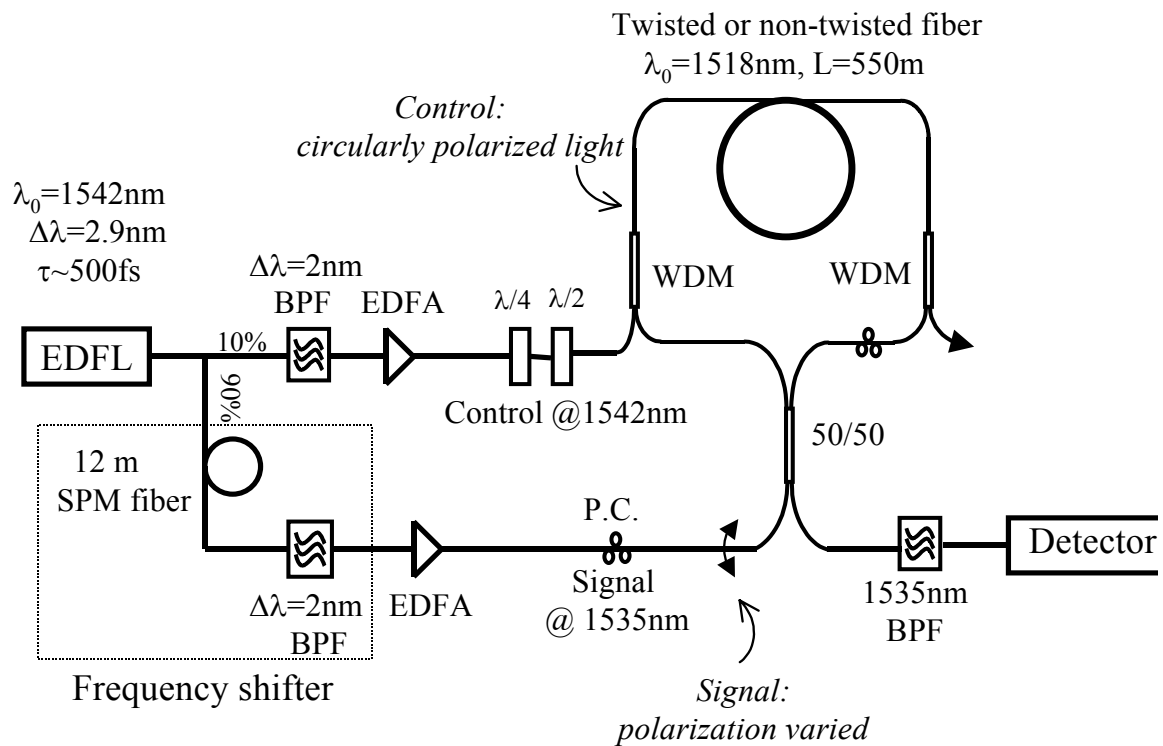 Twisted or non-twisted fiber
λ₀=1518nm, L=550m
Control:
circularly polarized light
λ₀=1542nm
Δλ=2.9nm
τ~500fs
WDM
WDM
Δλ=2nm
BPF
EDFA
λ/4
λ/2
EDFL
10%
90%
Control @1542nm
50/50
12 m
SPM fiber
P.C.
Signal
@ 1535nm
Δλ=2nm
BPF
EDFA
Detector
1535nm
BPF
Frequency shifter
Signal:
polarization varied